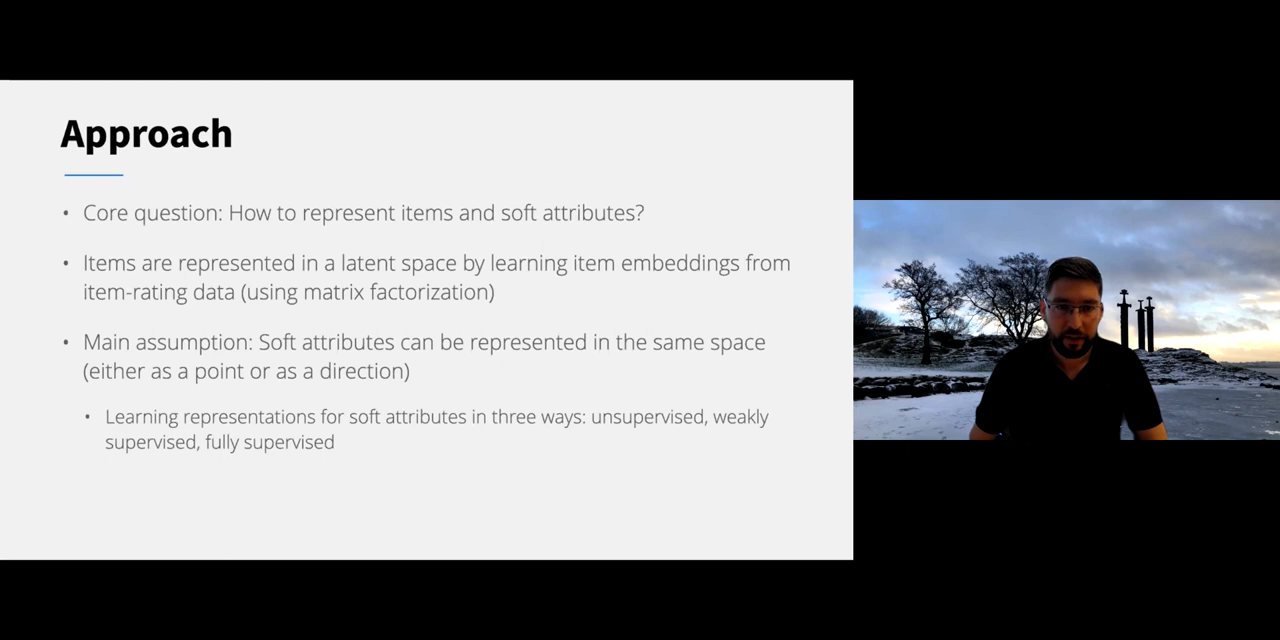 Approach
• Core question: How to represent items and soft attributes?
• Items are represented in a latent space by learning item embeddings from
item-rating data (using matrix factorization)
• Main assumption: Soft attributes can be represented in the same space
(either as a point or as a direction)
• Learning representations for soft attributes in three ways: unsupervised, weakly
supervised, fully supervised